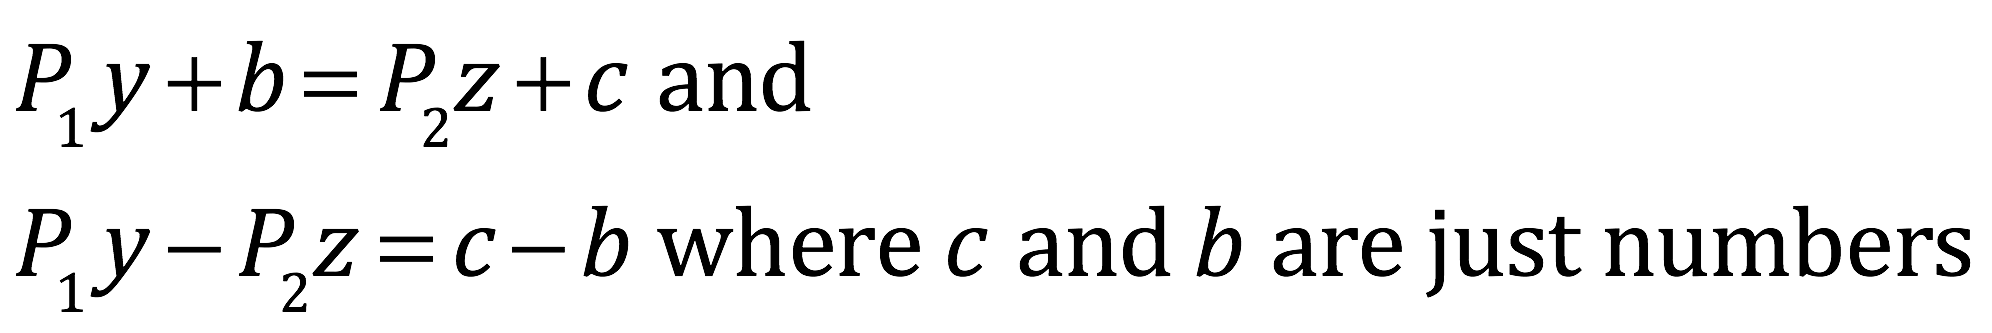 P₁y + b = P₂z + c and
P₁y − P₂z = c − b where c and b are just numbers